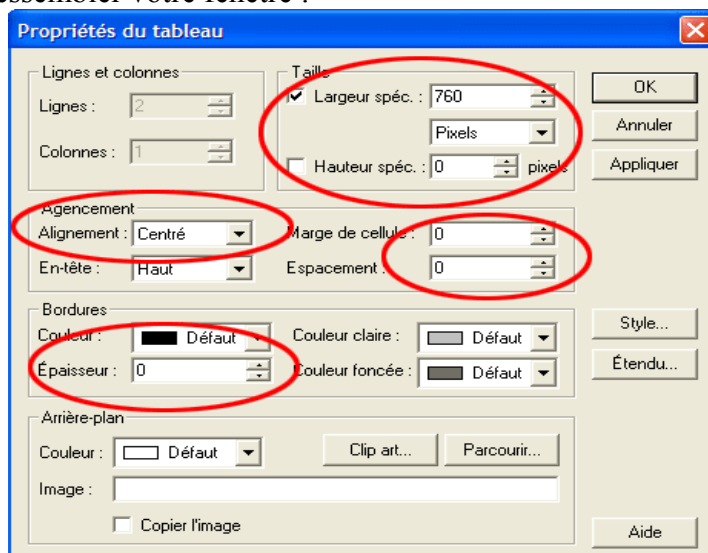 ressembler votre fenêtre :
Propriétés du tableau
Lignes et colonnes
Lignes : 2
Colonnes : 1
Taille
Largeur spéc. : 760
Pixels
Hauteur spéc. : 0 pixels
OK
Annuler
Appliquer
Agencement
Alignement : Centré
Marge de cellule : 0
En-tête : Haut
Espacement : 0
Bordures
Couleur : Défaut
Couleur claire : Défaut
Épaisseur : 0
Couleur foncée : Défaut
Style...
Étendu...
Arrière-plan
Couleur : Défaut
Clip art...
Parcourir...
Image :
Copier l'image
Aide